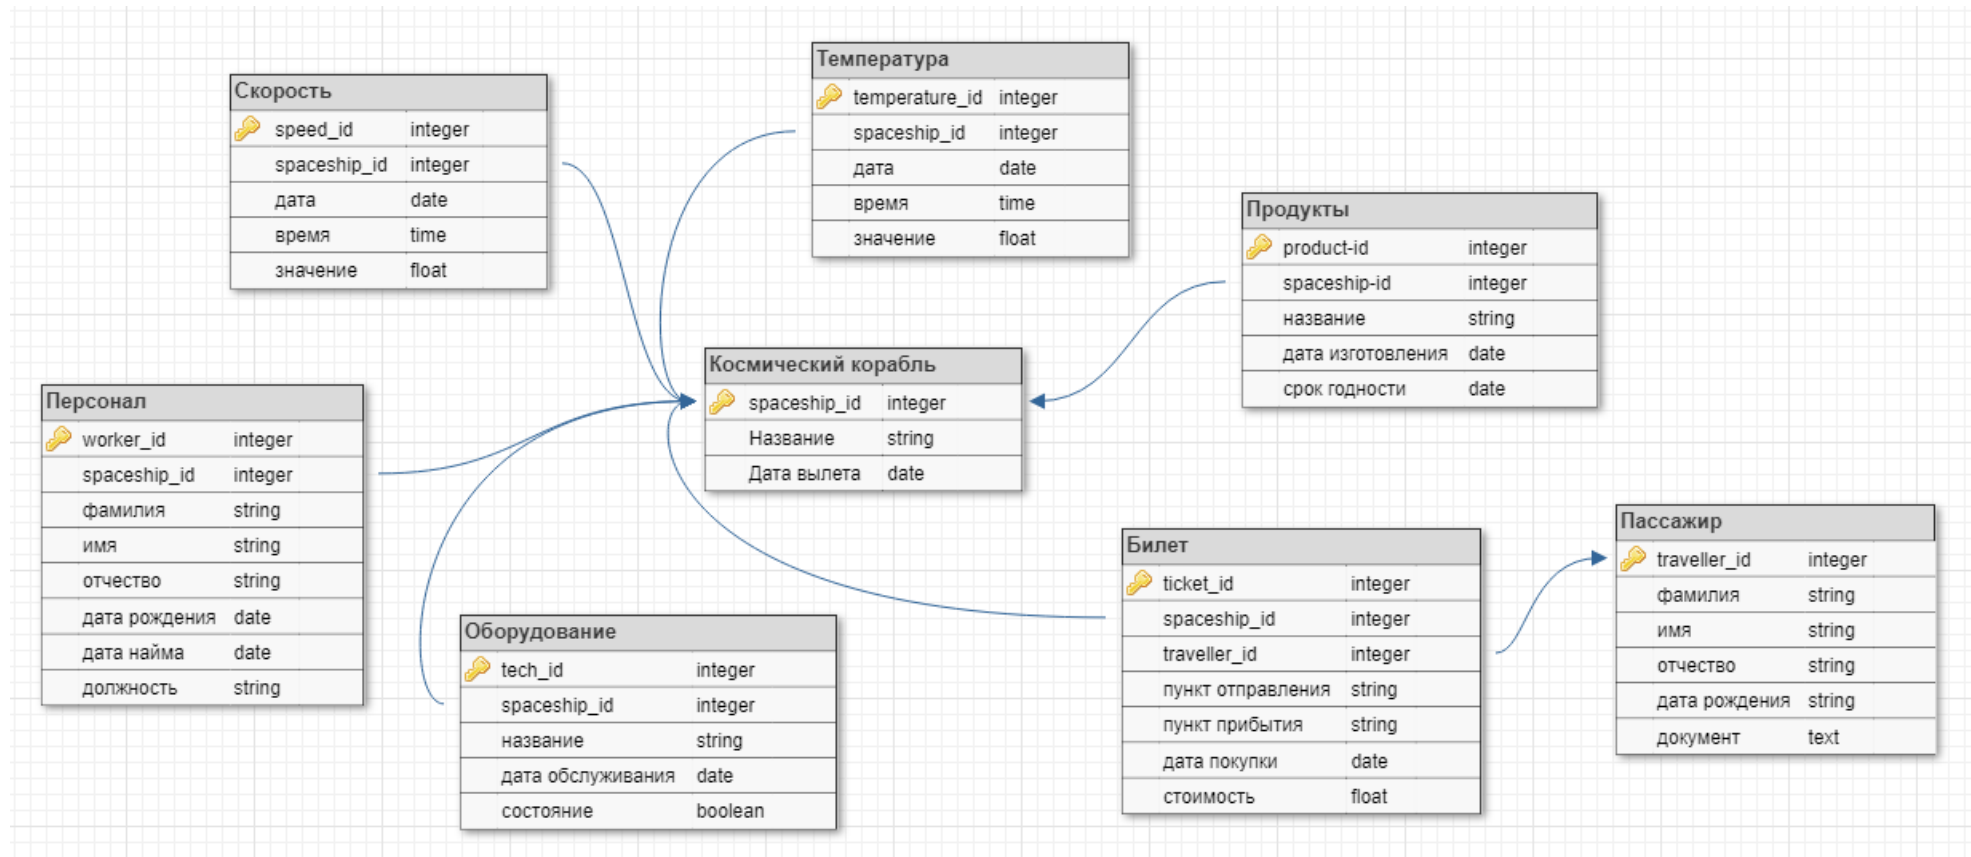 Скорость
speed_id integer
spaceship_id integer
дата date
время time
значение float
Температура
temperature_id integer
spaceship_id integer
дата date
время time
значение float
Продукты
product-id integer
spaceship-id integer
название string
дата изготовления date
срок годности date
Космический корабль
spaceship_id integer
Название string
Дата вылета date
Персонал
worker_id integer
spaceship_id integer
фамилия string
имя string
отчество string
дата рождения date
дата найма date
должность string
Оборудование
tech_id integer
spaceship_id integer
название string
дата обслуживания date
состояние boolean
Билет
ticket_id integer
spaceship_id integer
traveller_id integer
пункт отправления string
пункт прибытия string
дата покупки date
стоимость float
Пассажир
traveller_id integer
фамилия string
имя string
отчество string
дата рождения string
документ text